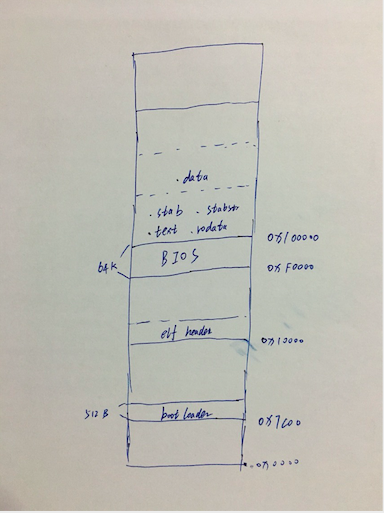 .data
.stab .stabstr
.text .rodata
0x100000
64K
BIOS
0xF0000
elf header
0x10000
512 B
boot loader
0x7C00
0x0000